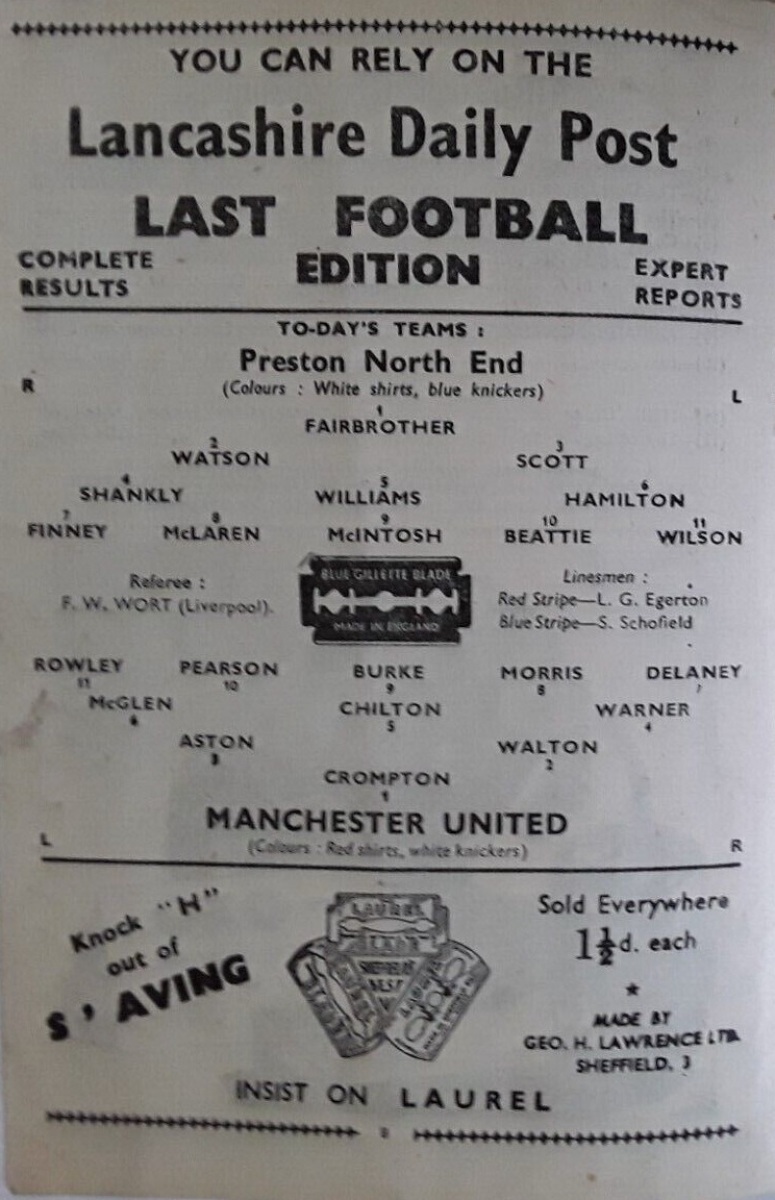 YOU CAN RELY ON THE
Lancashire Daily Post
LAST FOOTBALL
COMPLETE RESULTS
EDITION
EXPERT REPORTS
TO-DAY'S TEAMS :
Preston North End
R
(Colours : White shirts, blue knickers)
L
1
FAIRBROTHER
2 3
WATSON SCOTT
4 5 6
SHANKLY WILLIAMS HAMILTON
7 8 9 10 11
FINNEY McLAREN McINTOSH BEATTIE WILSON
Referee :
F. W. WORT (Liverpool).
BLUE GILLETTE BLADE
MADE IN ENGLAND
Linesmen :
Red Stripe—L. G. Egerton
Blue Stripe—S. Schofield
ROWLEY PEARSON BURKE MORRIS DELANEY
11 10 9 8 7
McGLEN CHILTON WARNER
6 5 4
ASTON WALTON
3 2
CROMPTON
1
MANCHESTER UNITED
L
(Colours : Red shirts, white knickers)
R
Knock "H"
out of
S'AVING
LAUREL
Sold Everywhere
1½d. each
MADE BY
GEO. H. LAWRENCE LTD.
SHEFFIELD, 3
INSIST ON LAUREL